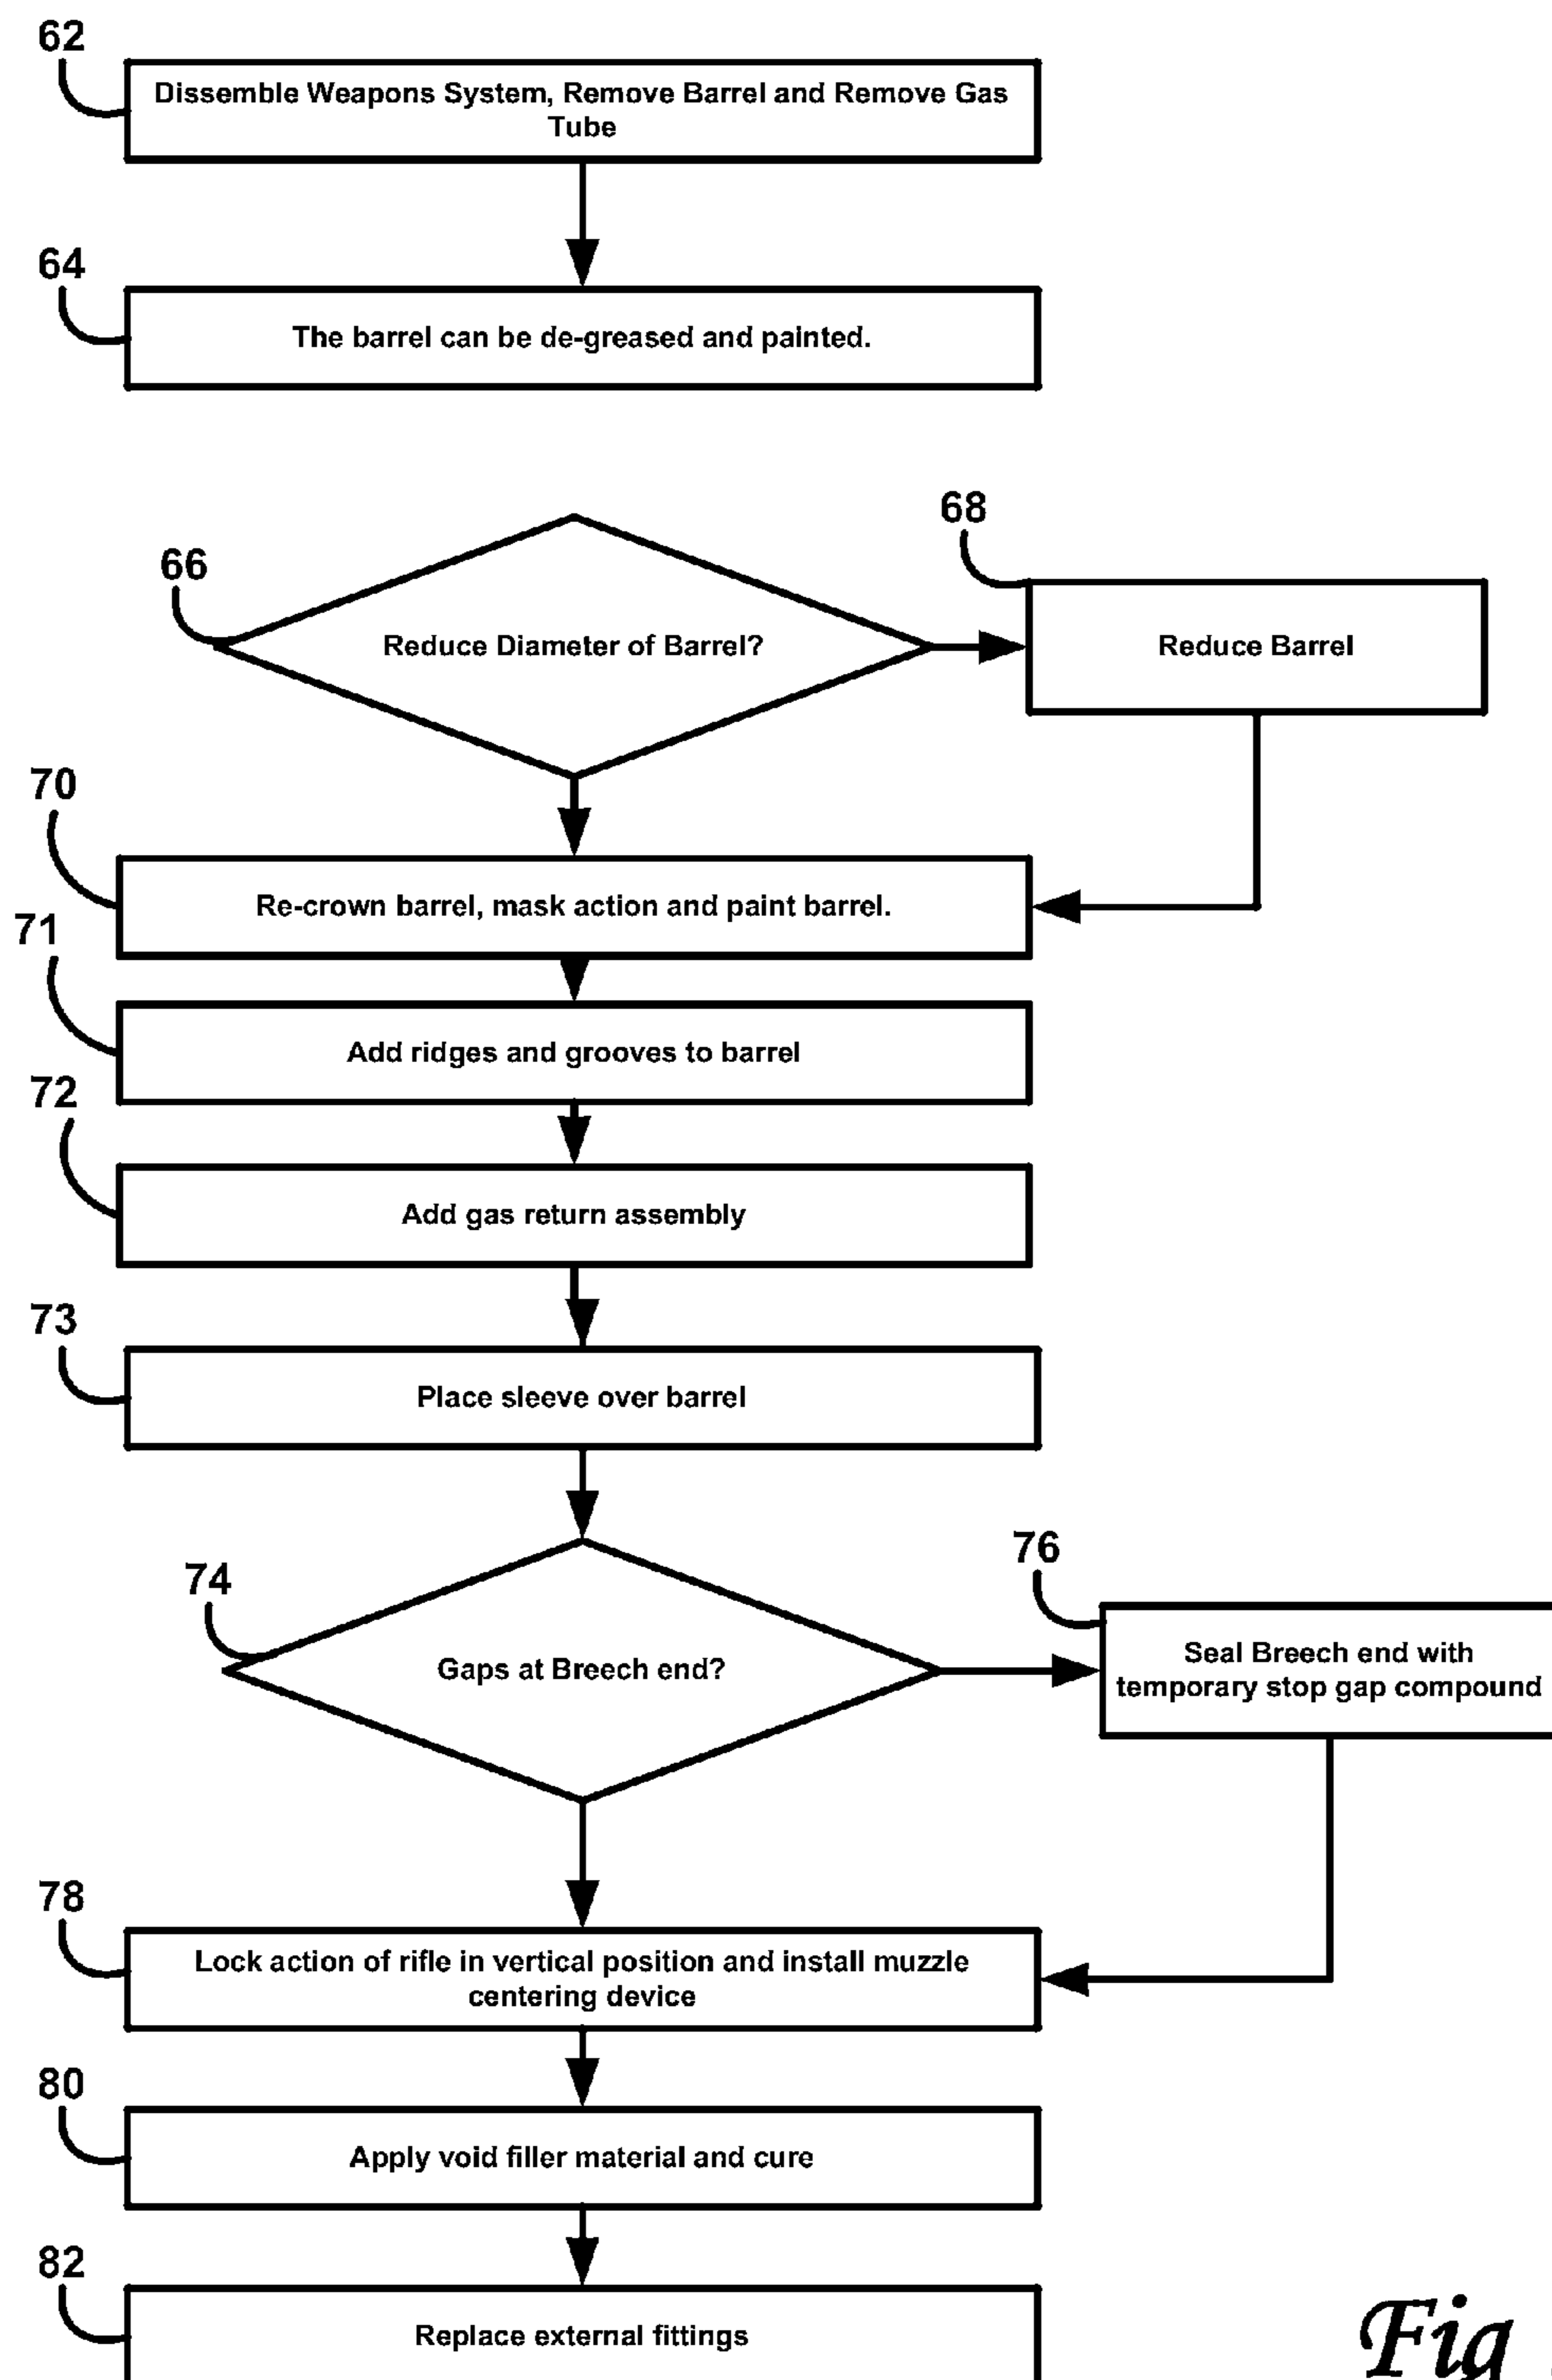 62
Dissemble Weapons System, Remove Barrel and Remove Gas
Tube
64
The barrel can be de-greased and painted.
66
Reduce Diameter of Barrel?
68
Reduce Barrel
70
Re-crown barrel, mask action and paint barrel.
71
Add ridges and grooves to barrel
72
Add gas return assembly
73
Place sleeve over barrel
74
Gaps at Breech end?
76
Seal Breech end with
temporary stop gap compound
78
Lock action of rifle in vertical position and install muzzle
centering device
80
Apply void filler material and cure
82
Replace external fittings
Fig